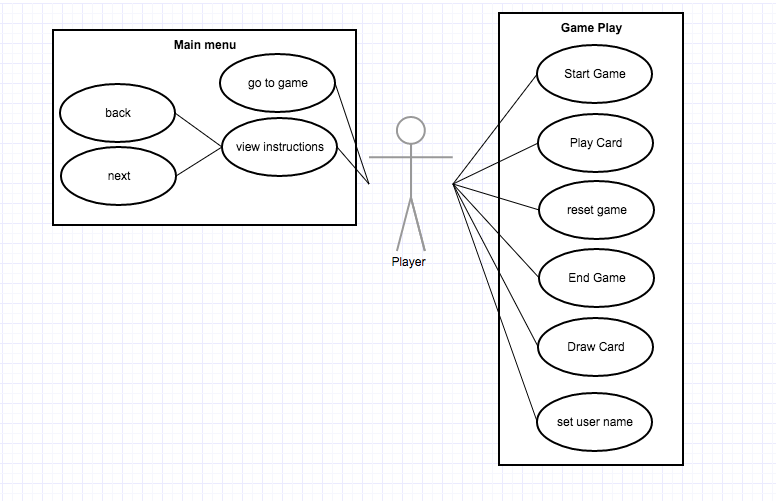 Main menu
go to game
back
view instructions
next
Player
Game Play
Start Game
Play Card
reset game
End Game
Draw Card
set user name